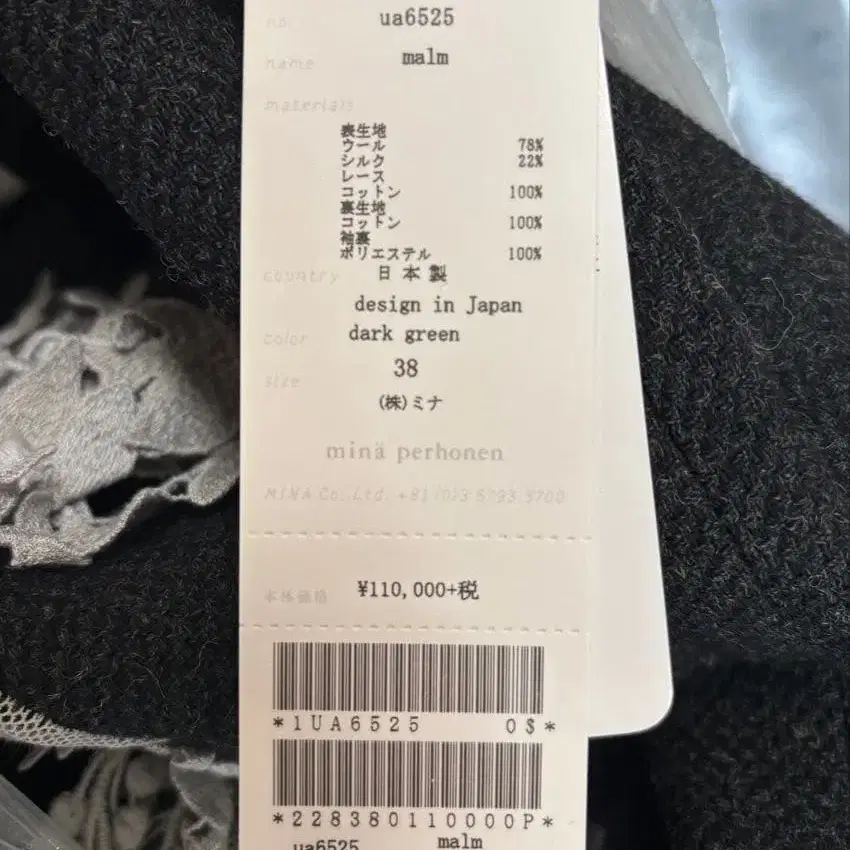 no. ua6525
name malm
materials
表生地
ウール 78%
シルク 22%
レース
コットン 100%
裏生地
コットン 100%
袖裏
ポリエステル 100%
country 日本製
design in Japan
color dark green
size 38
(株)ミナ
minä perhonen
MINÄ Co., Ltd. +81 (0)3 5793 3700
本体価格 ¥110,000+税
*1UA6525 0$*
*228380110000P*
ua6525 malm